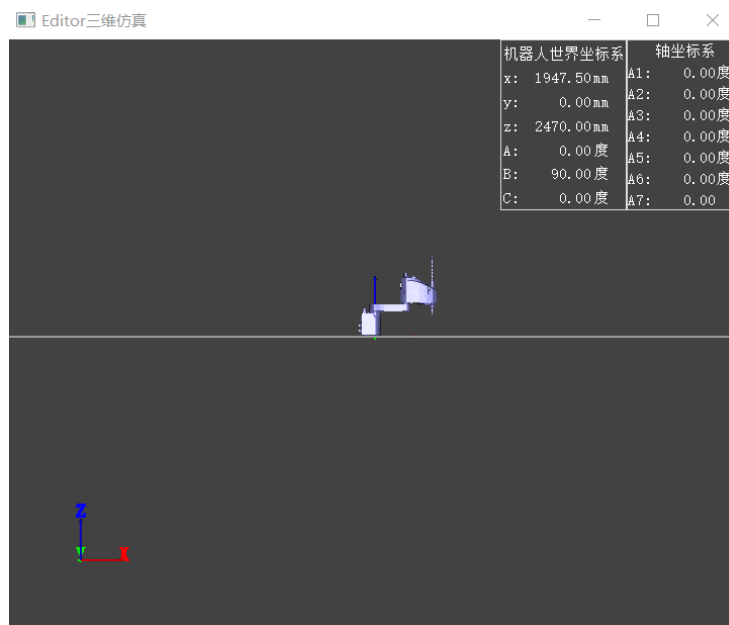 Editor三维仿真
机器人世界坐标系
x: 1947.50mm
y: 0.00mm
z: 2470.00mm
A: 0.00度
B: 90.00度
C: 0.00度
轴坐标系
A1: 0.00度
A2: 0.00度
A3: 0.00度
A4: 0.00度
A5: 0.00度
A6: 0.00度
A7: 0.00
Z
Y
X